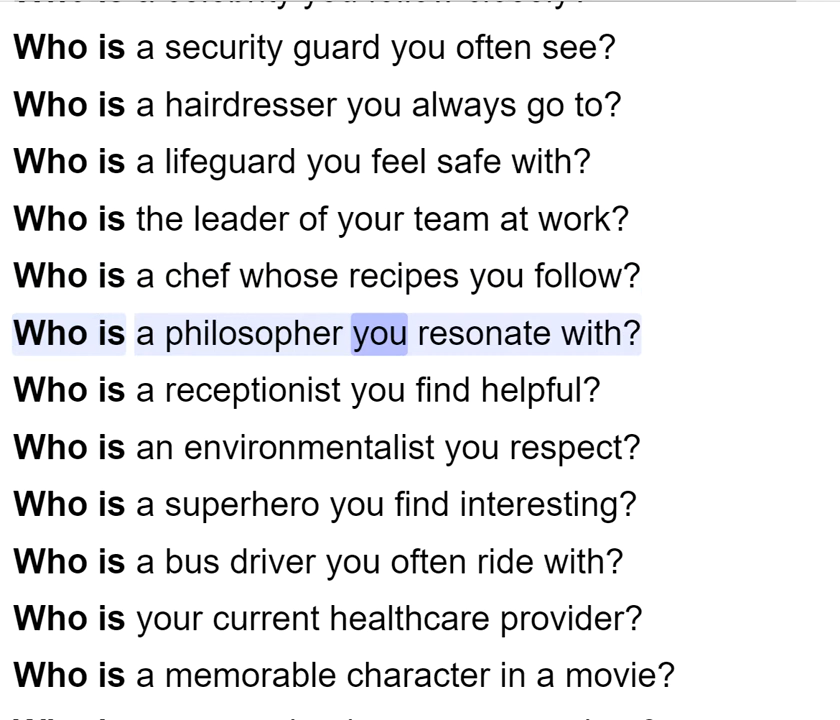 Who is a security guard you often see?
Who is a hairdresser you always go to?
Who is a lifeguard you feel safe with?
Who is the leader of your team at work?
Who is a chef whose recipes you follow?
Who is a philosopher you resonate with?
Who is a receptionist you find helpful?
Who is an environmentalist you respect?
Who is a superhero you find interesting?
Who is a bus driver you often ride with?
Who is your current healthcare provider?
Who is a memorable character in a movie?